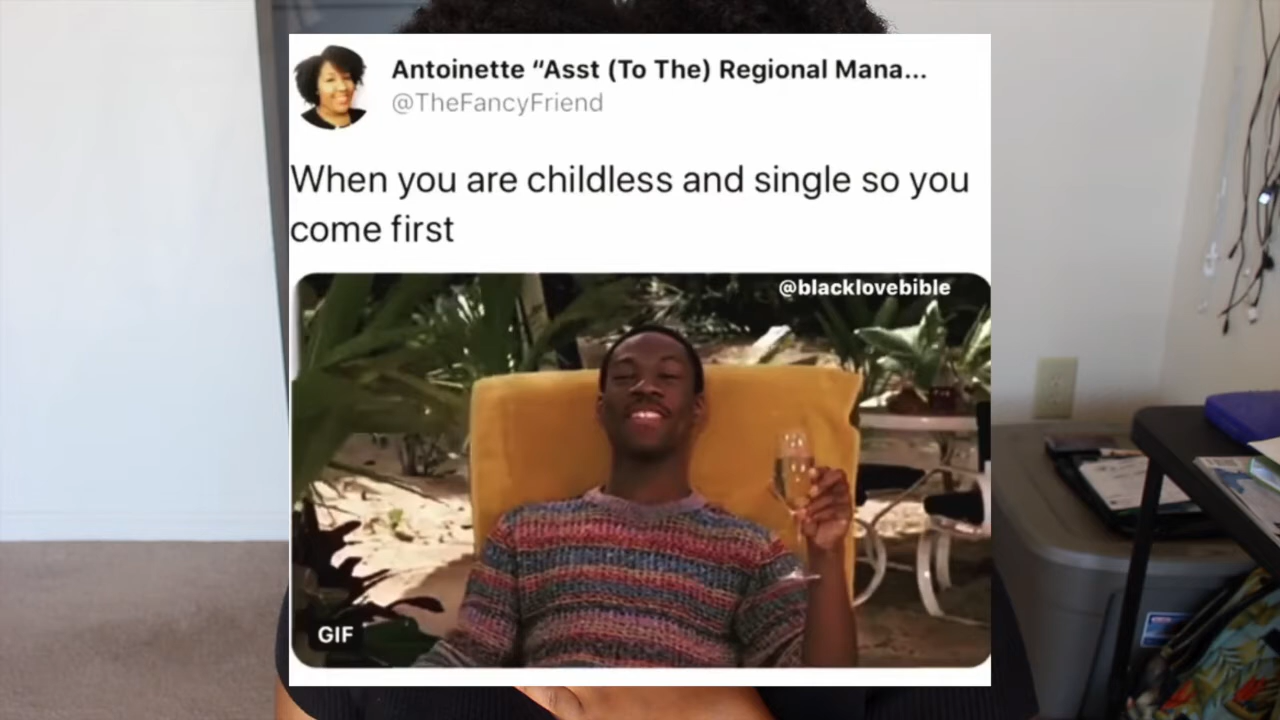 Antoinette “Asst (To The) Regional Mana...
@TheFancyFriend
When you are childless and single so you
come first
@blacklovebible
GIF